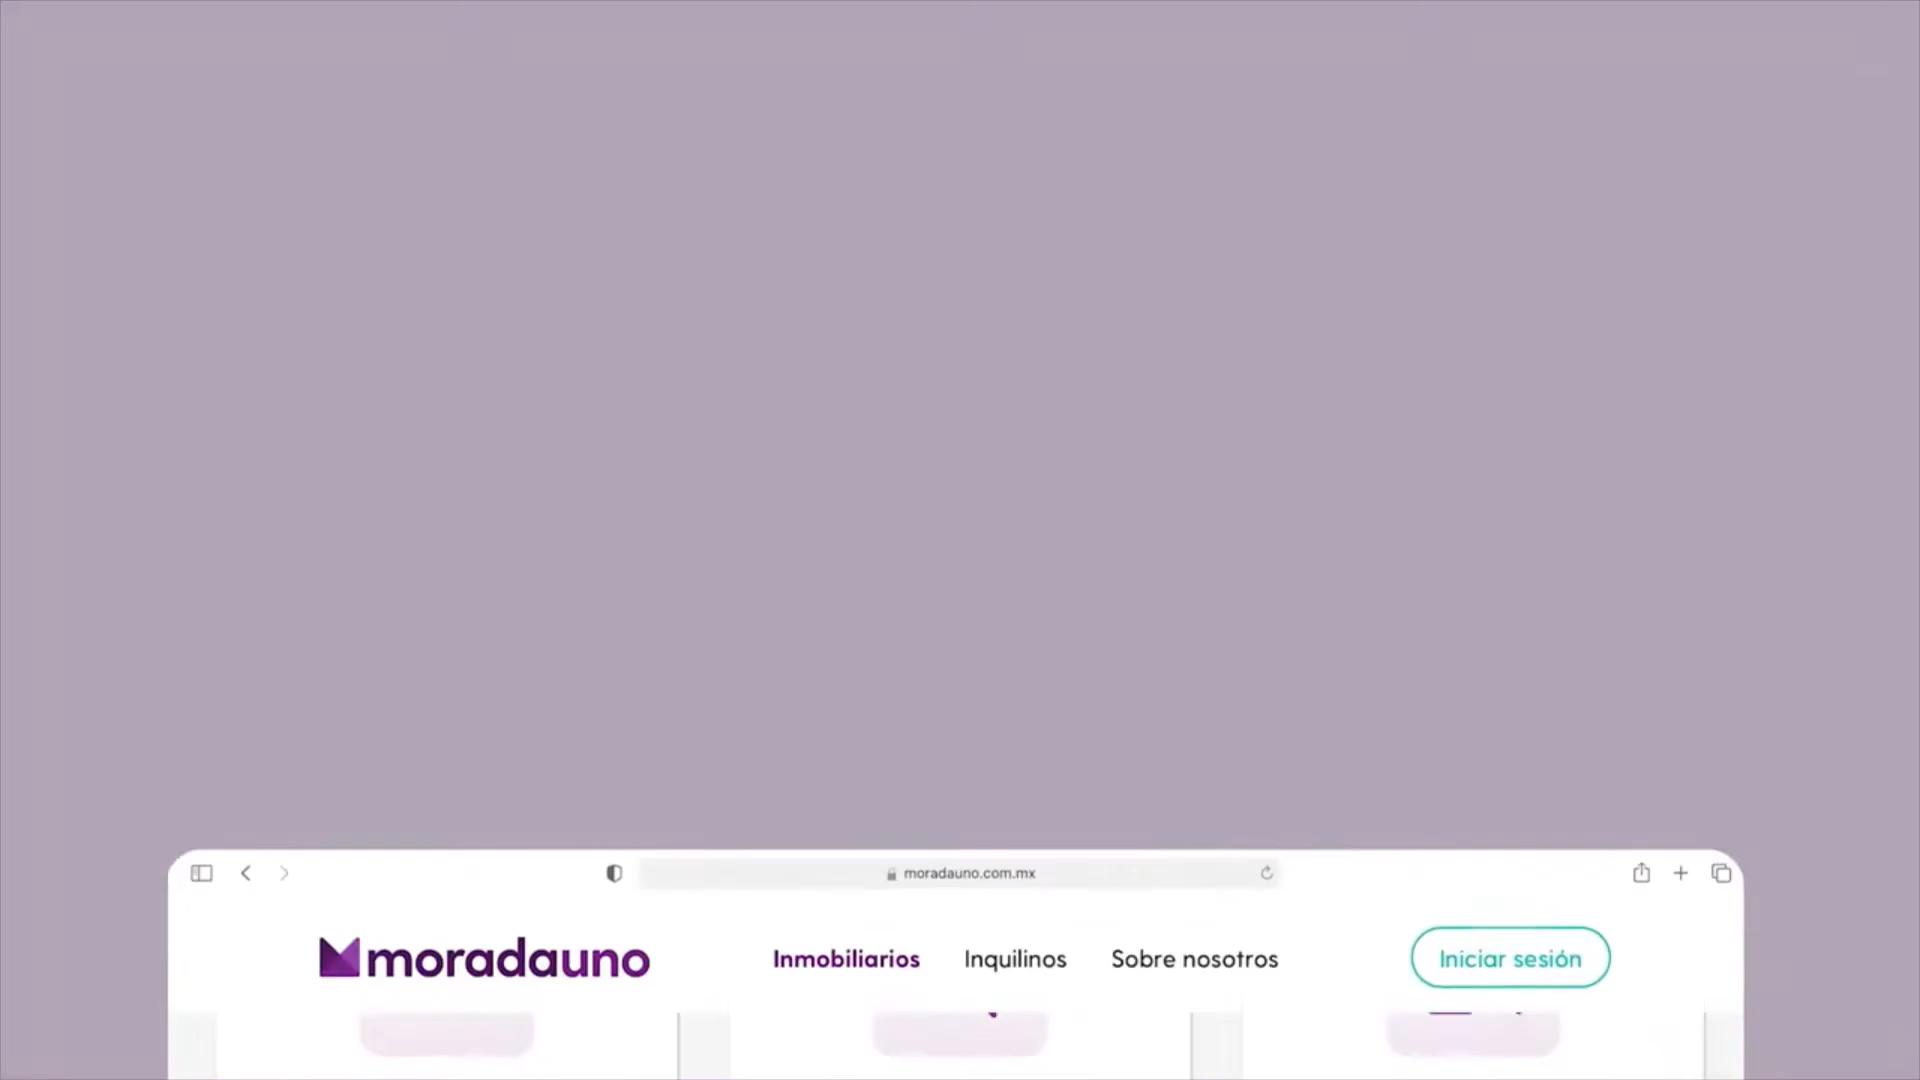 moradauno.com.mx
moradauno
Inmobiliarios
Inquilinos
Sobre nosotros
Iniciar sesión